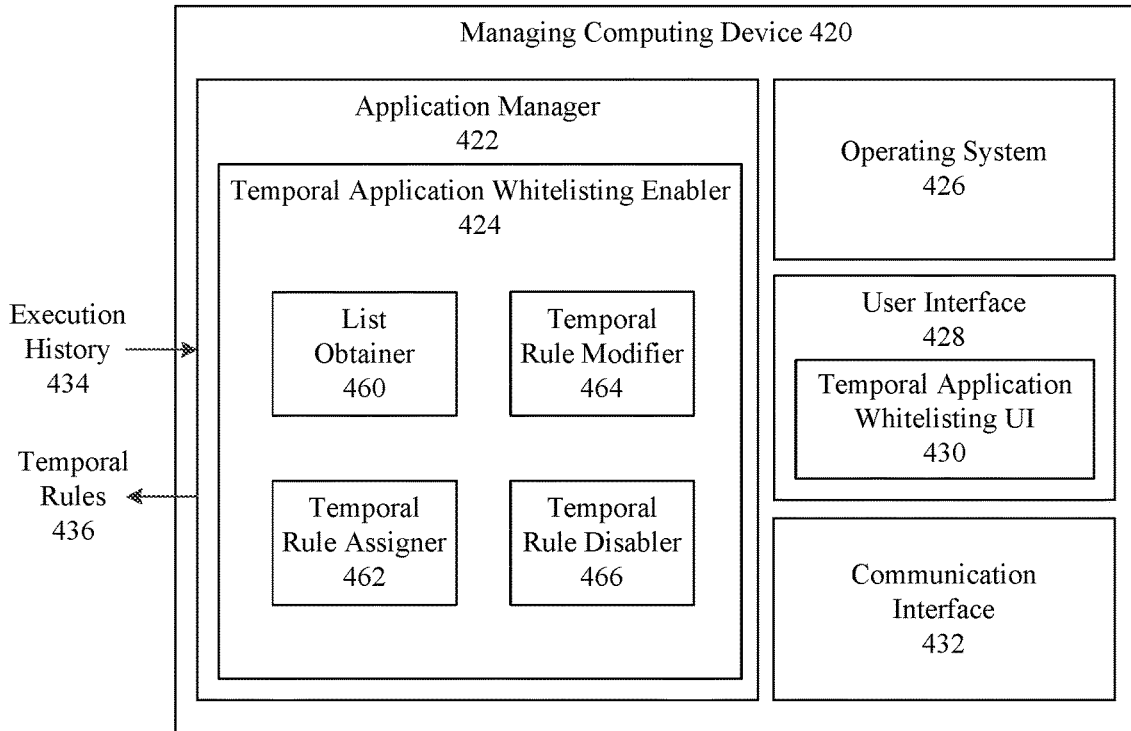 Managing Computing Device 420
Application Manager
422
Temporal Application Whitelisting Enabler
424
List
Obtainer
460
Temporal
Rule Modifier
464
Temporal
Rule Assigner
462
Temporal
Rule Disabler
466
Execution
History
434
Temporal
Rules
436
Operating System
426
User Interface
428
Temporal Application
Whitelisting UI
430
Communication
Interface
432